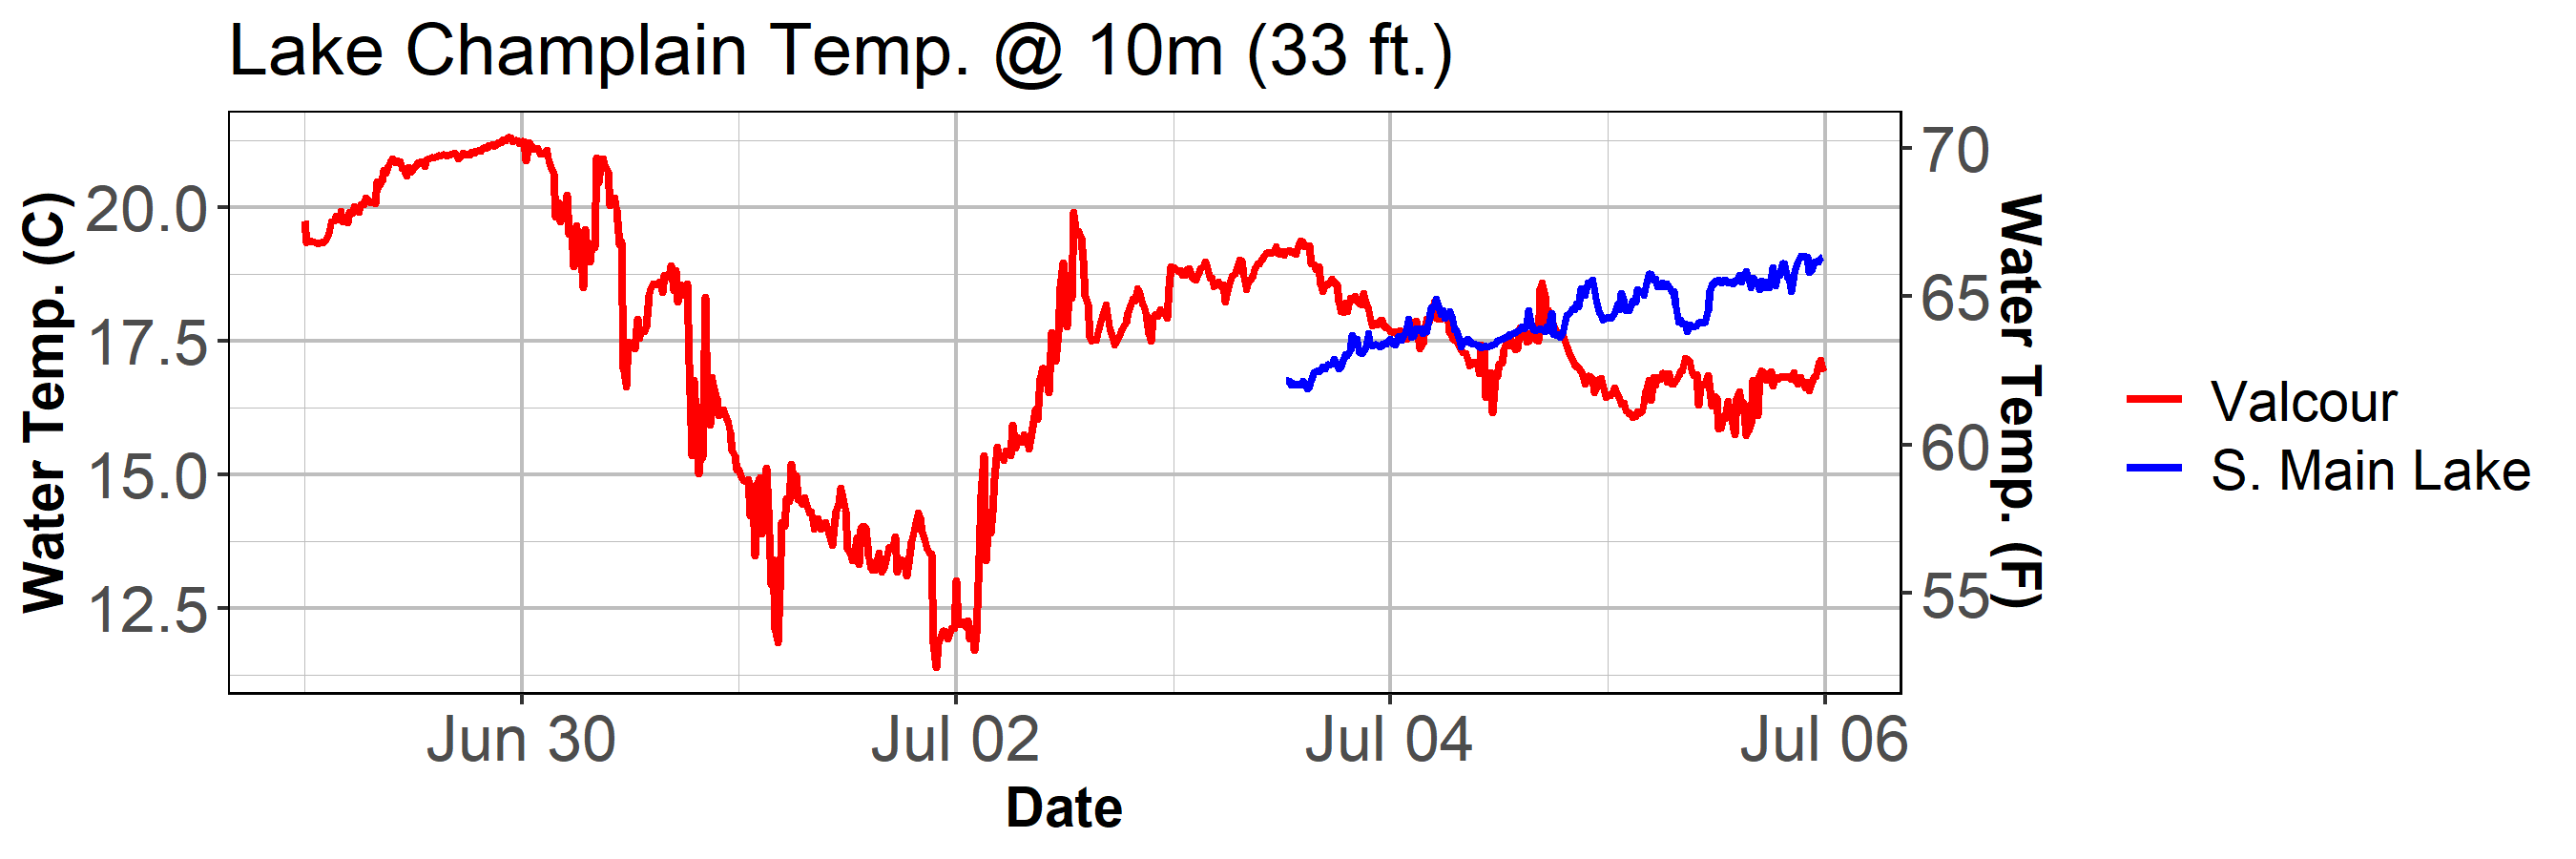 Lake Champlain Temp. @ 10m (33 ft.)
Water Temp. (C)
20.0
17.5
15.0
12.5
70
65
60
55
Water Temp. (F)
Jun 30
Jul 02
Jul 04
Jul 06
Date
Valcour
S. Main Lake